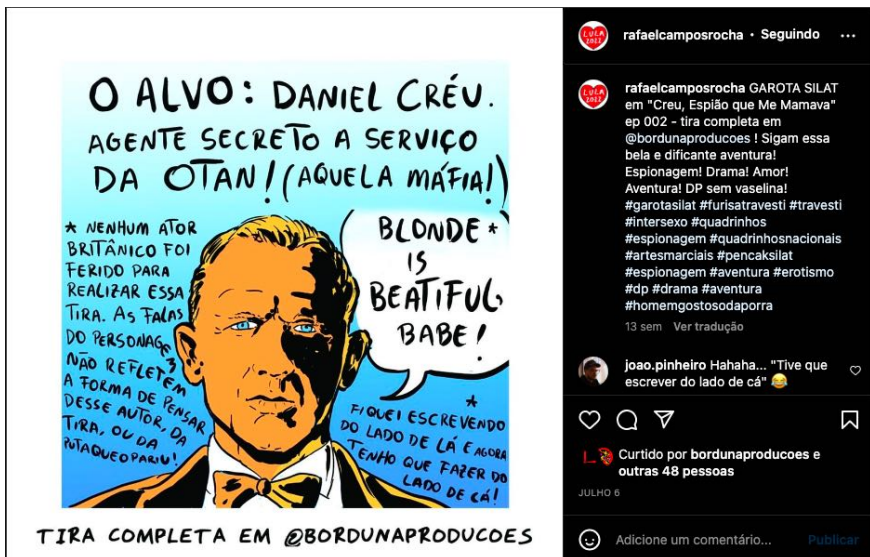 O ALVO: DANIEL CRÉU.
AGENTE SECRETO A SERVIÇO
DA OTAN! (AQUELA MÁFIA!)
* NENHUM ATOR
BRITÂNICO FOI
FERIDO PARA
REALIZAR ESSA
TIRA. AS FALAS
DO PERSONAGEM
NÃO REFLETEM
A FORMA DE PENSAR
DESSE AUTOR, DA
TIRA, OU DA
PUTAQUEOPARIU!
BLONDE *
IS
BEATIFUL,
BABE!
*
FIQUEI ESCREVENDO
DO LADO DE LÁ E AGORA
TENHO QUE FAZER DO
LADO DE CÁ!
TIRA COMPLETA EM @BORDUNAPRODUCOES
LULA
2022
rafaelcamposrocha • Seguindo ...
LULA
2022
rafaelcamposrocha GAROTA SILAT
em "Creu, Espião que Me Mamava"
ep 002 - tira completa em
@bordunaproducoes ! Sigam essa
bela e dificante aventura!
Espionagem! Drama! Amor!
Aventura! DP sem vaselina!
#garotasilat #furisatravesti #travesti
#intersexo #quadrinhos
#espionagem #quadrinhosnacionais
#artesmarciais #pencaksilat
#espionagem #aventura #erotismo
#dp #drama #aventura
#homemgostosodaporra
13 sem Ver tradução
joao.pinheiro Hahaha... "Tive que
escrever do lado de cá" 😂
Curtido por bordunaproducoes e
outras 48 pessoas
JULHO 6
Adicione um comentário... Publicar